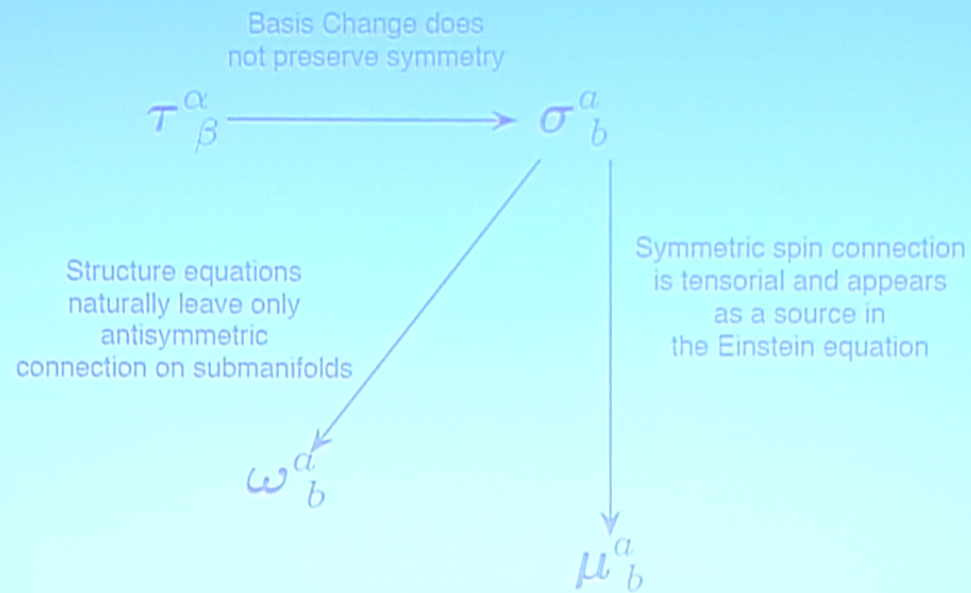 Basis Change does
not preserve symmetry
τ^α_β
σ^a_b
Structure equations
naturally leave only
antisymmetric
connection on submanifolds
Symmetric spin connection
is tensorial and appears
as a source in
the Einstein equation
ω^a_b
μ^a_b